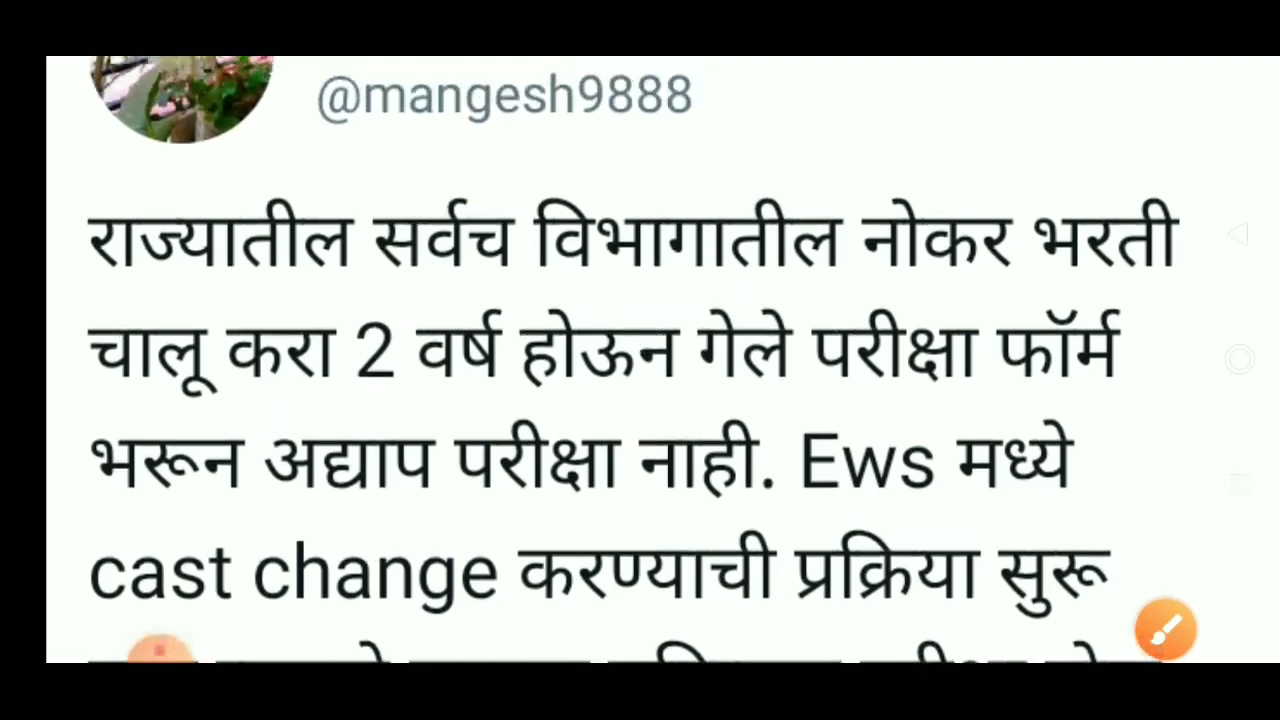 @mangesh9888
राज्यातील सर्वच विभागातील नोकर भरती
चालू करा 2 वर्ष होऊन गेले परीक्षा फॉर्म
भरून अद्याप परीक्षा नाही. Ews मध्ये
cast change करण्याची प्रक्रिया सुरू